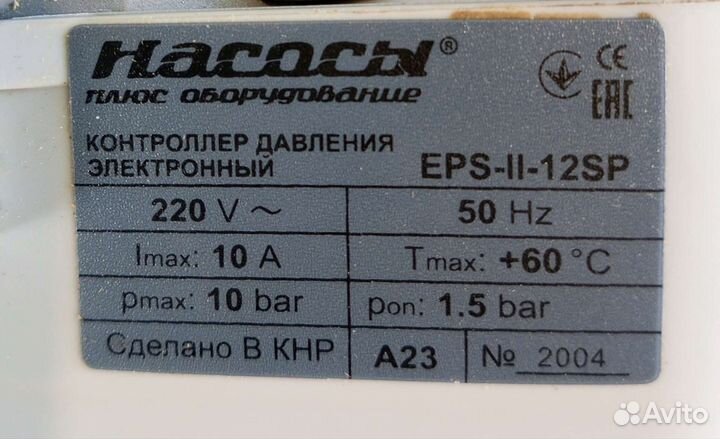 Насосы®
плюс оборудование
CE
EAC
КОНТРОЛЛЕР ДАВЛЕНИЯ
ЭЛЕКТРОННЫЙ
EPS-II-12SP
220 V ~
50 Hz
Imax: 10 A
Tmax: +60 °C
pmax: 10 bar
pon: 1.5 bar
Сделано В КНР
A23
№ 2004
Avito